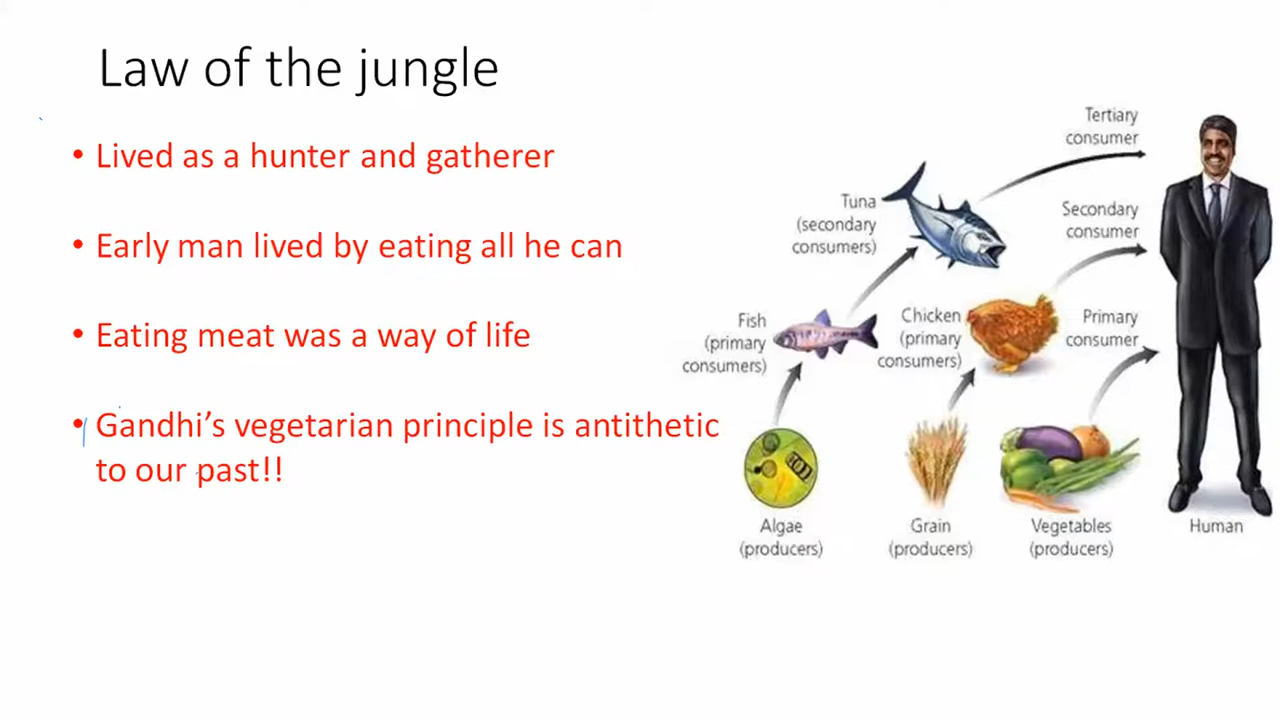 Law of the jungle
• Lived as a hunter and gatherer
• Early man lived by eating all he can
• Eating meat was a way of life
• Gandhi’s vegetarian principle is antithetic
to our past!!
Tertiary
consumer
Tuna
(secondary
consumers)
Secondary
consumer
Fish
(primary
consumers)
Chicken
(primary
consumers)
Primary
consumer
Algae
(producers)
Grain
(producers)
Vegetables
(producers)
Human